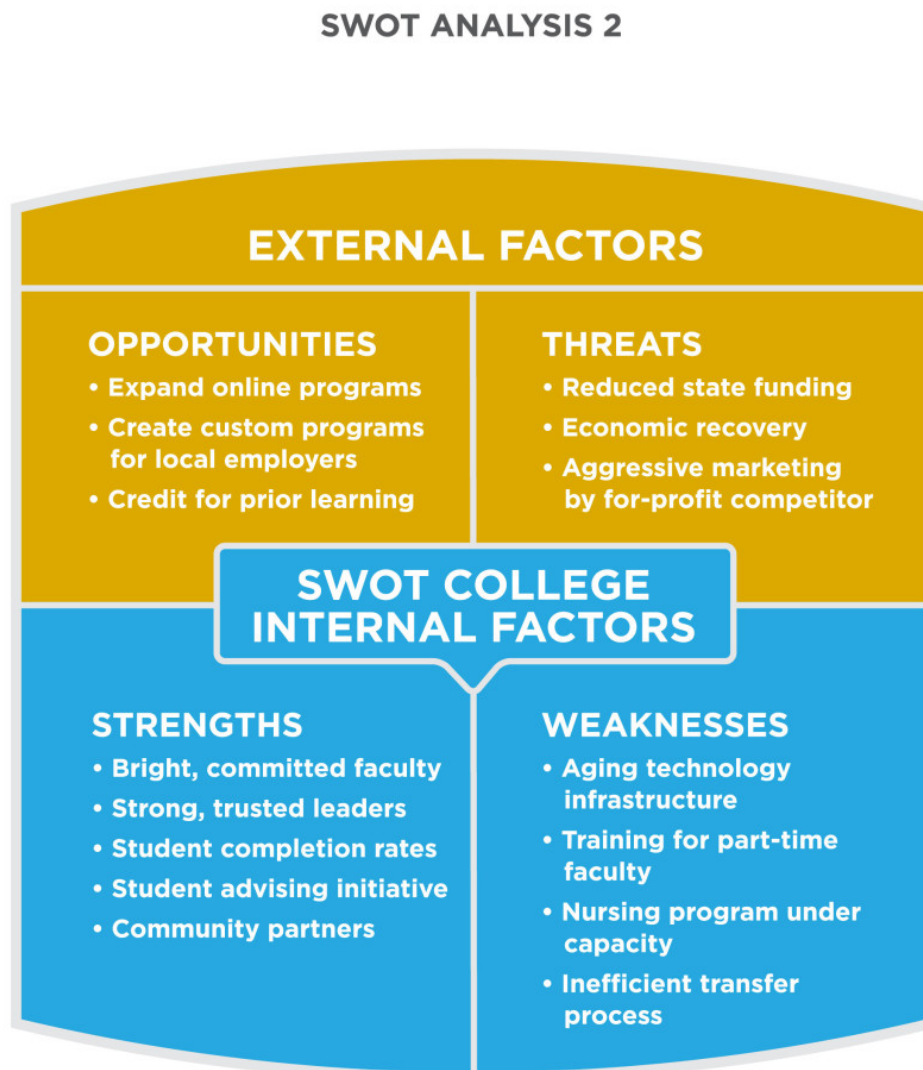 SWOT ANALYSIS 2
EXTERNAL FACTORS
OPPORTUNITIES
• Expand online programs
• Create custom programs
for local employers
• Credit for prior learning
THREATS
• Reduced state funding
• Economic recovery
• Aggressive marketing
by for-profit competitor
SWOT COLLEGE
INTERNAL FACTORS
STRENGTHS
• Bright, committed faculty
• Strong, trusted leaders
• Student completion rates
• Student advising initiative
• Community partners
WEAKNESSES
• Aging technology
infrastructure
• Training for part-time
faculty
• Nursing program under
capacity
• Inefficient transfer
process